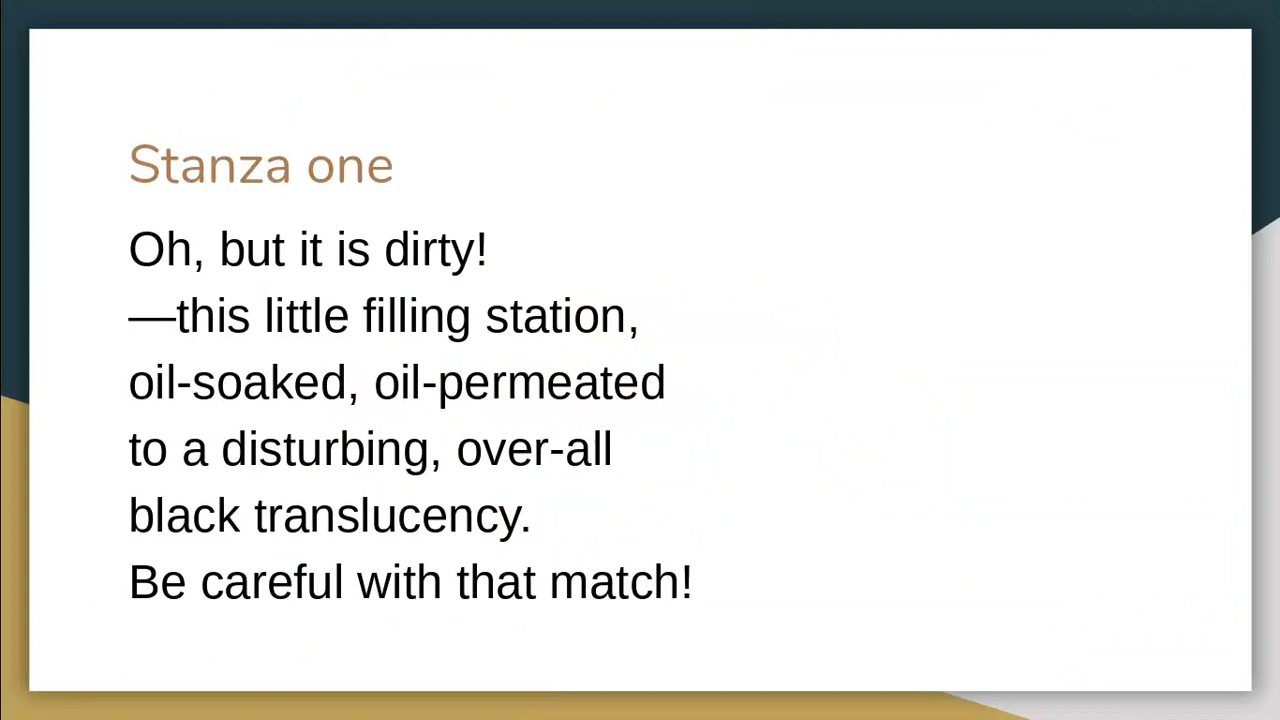 Stanza one
Oh, but it is dirty!
—this little filling station,
oil-soaked, oil-permeated
to a disturbing, over-all
black translucency.
Be careful with that match!